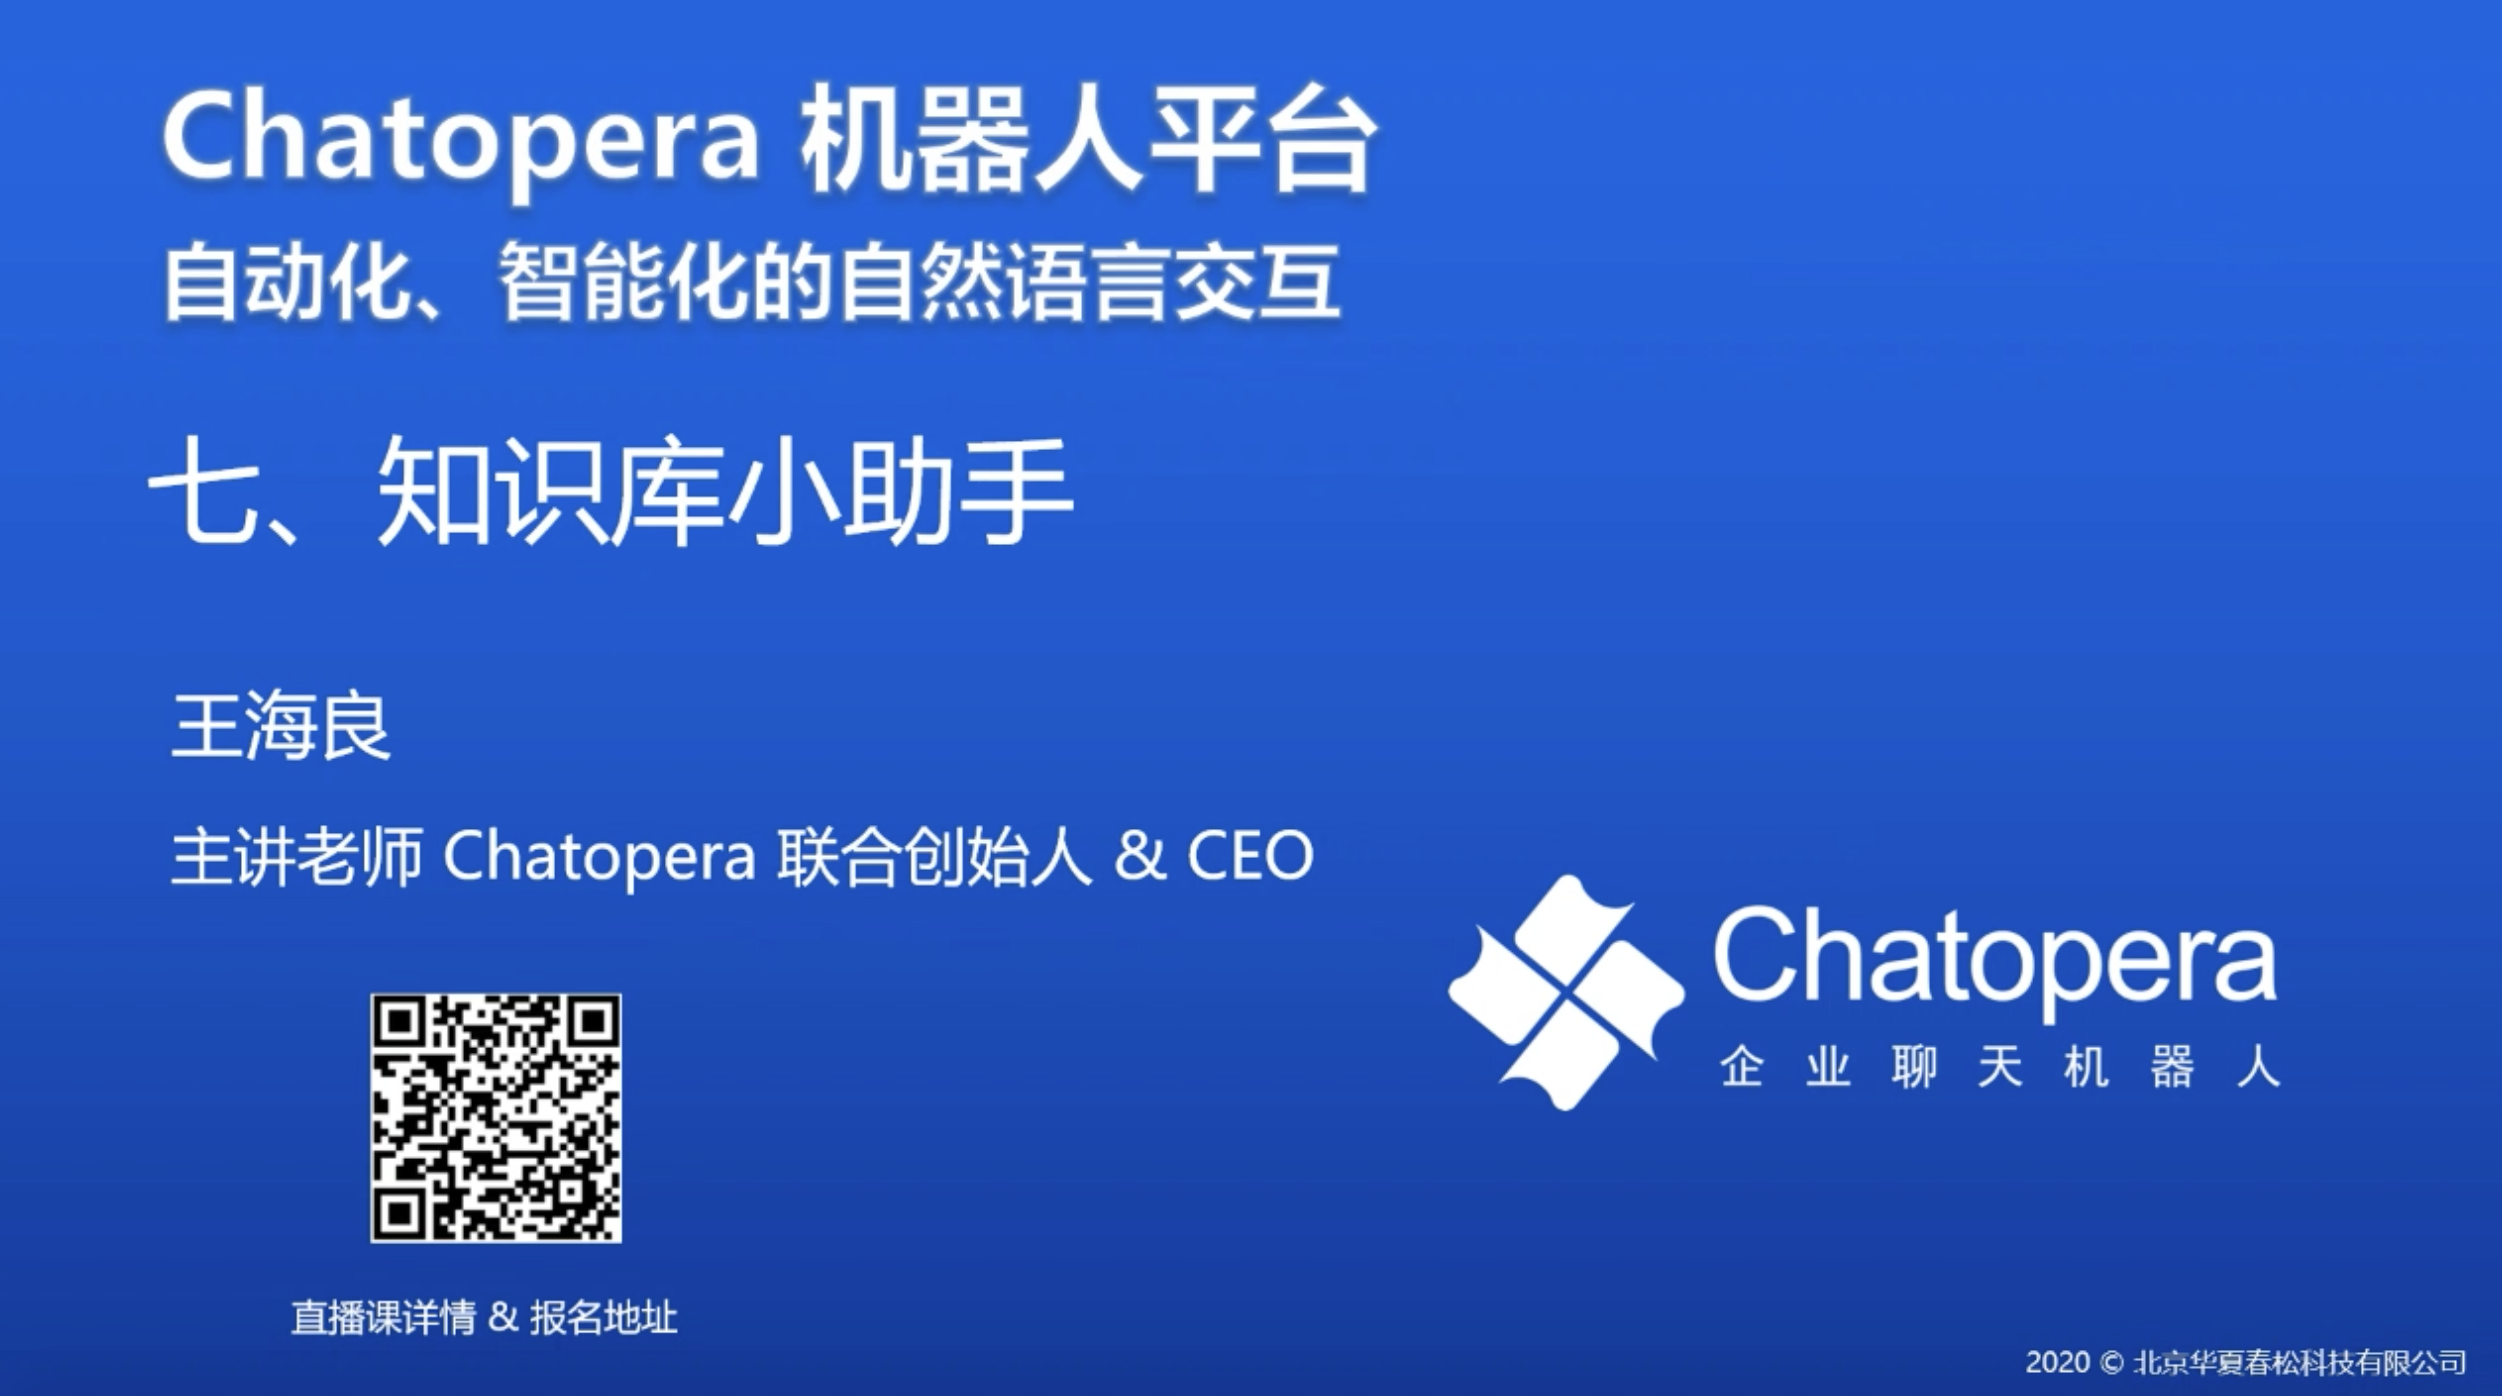 Chatopera 机器人平台
自动化、智能化的自然语言交互
七、知识库小助手
王海良
主讲老师 Chatopera 联合创始人 & CEO
Chatopera
企业聊天机器人
直播课详情 & 报名地址
2020 © 北京华夏春松科技有限公司